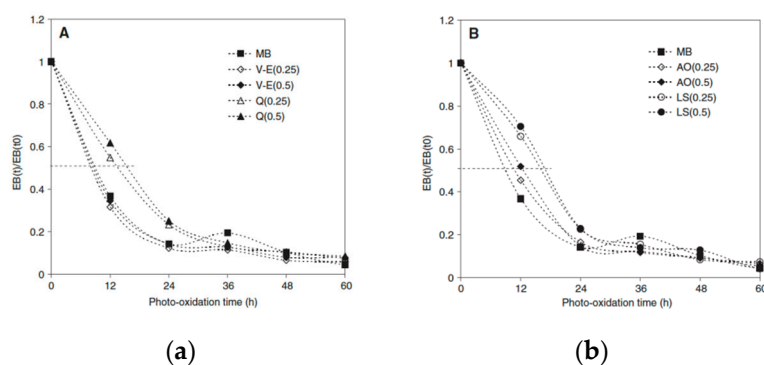 A
MB
V-E(0.25)
V-E(0.5)
Q(0.25)
Q(0.5)
EB(t)/EB(t0)
1.2
1
0.8
0.6
0.4
0.2
0
0 12 24 36 48 60
Photo-oxidation time (h)
(a)
B
MB
AO(0.25)
AO(0.5)
LS(0.25)
LS(0.5)
EB(t)/EB(t0)
1.2
1
0.8
0.6
0.4
0.2
0
0 12 24 36 48 60
Photo-oxidation time (h)
(b)